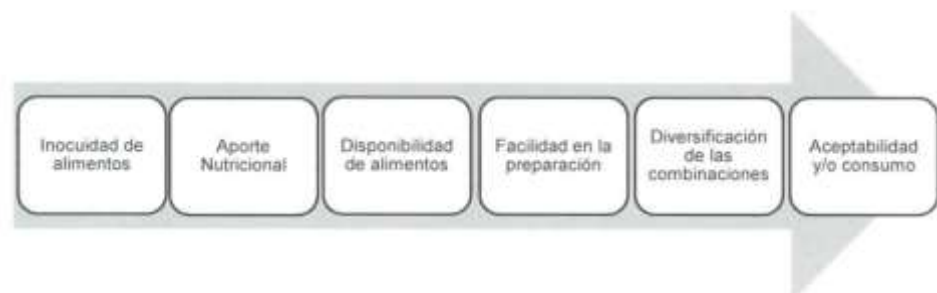 Inocuidad de
alimentos
Aporte
Nutricional
Disponibilidad
de alimentos
Facilidad en la
preparación
Diversificación
de las
combinaciones
Aceptabilidad
y/o consumo